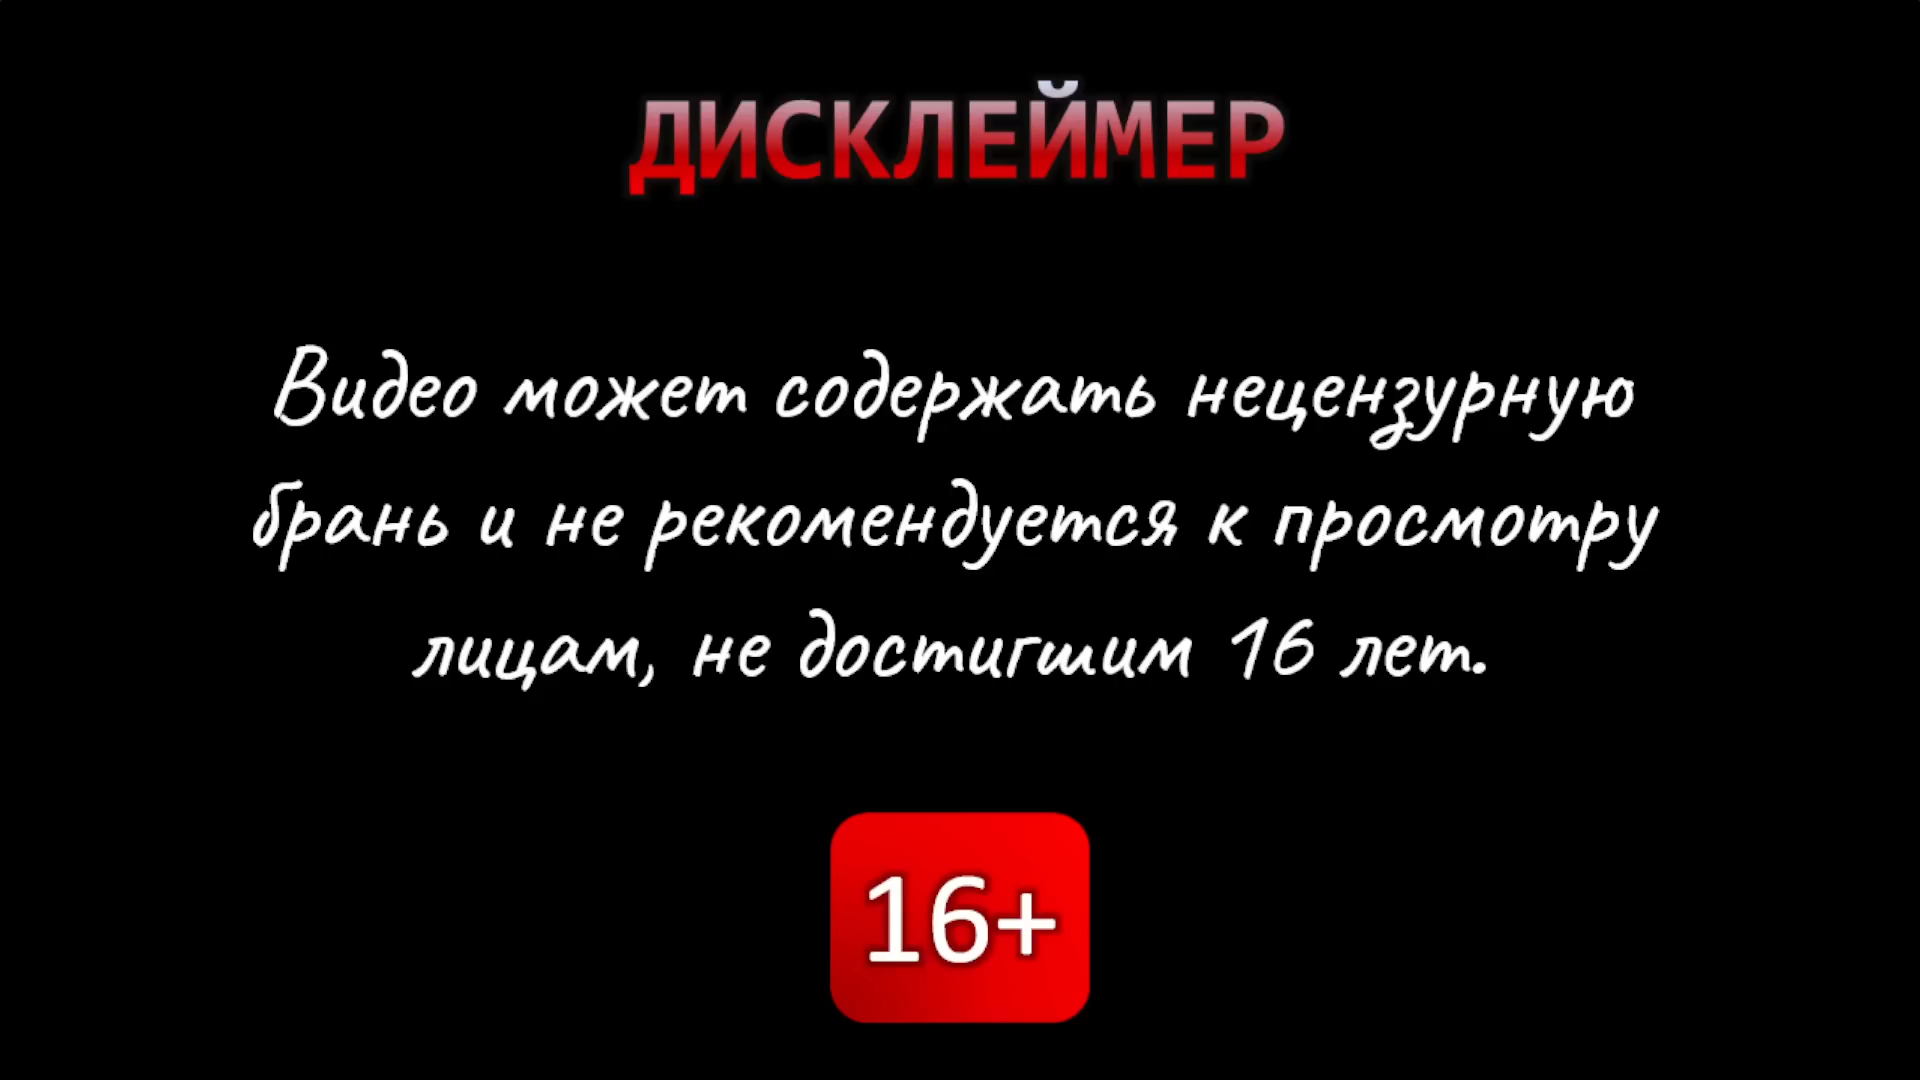 ДИСКЛЕЙМЕР
Видео может содержать нецензурную
брань и не рекомендуется к просмотру
лицам, не достигшим 16 лет.
16+